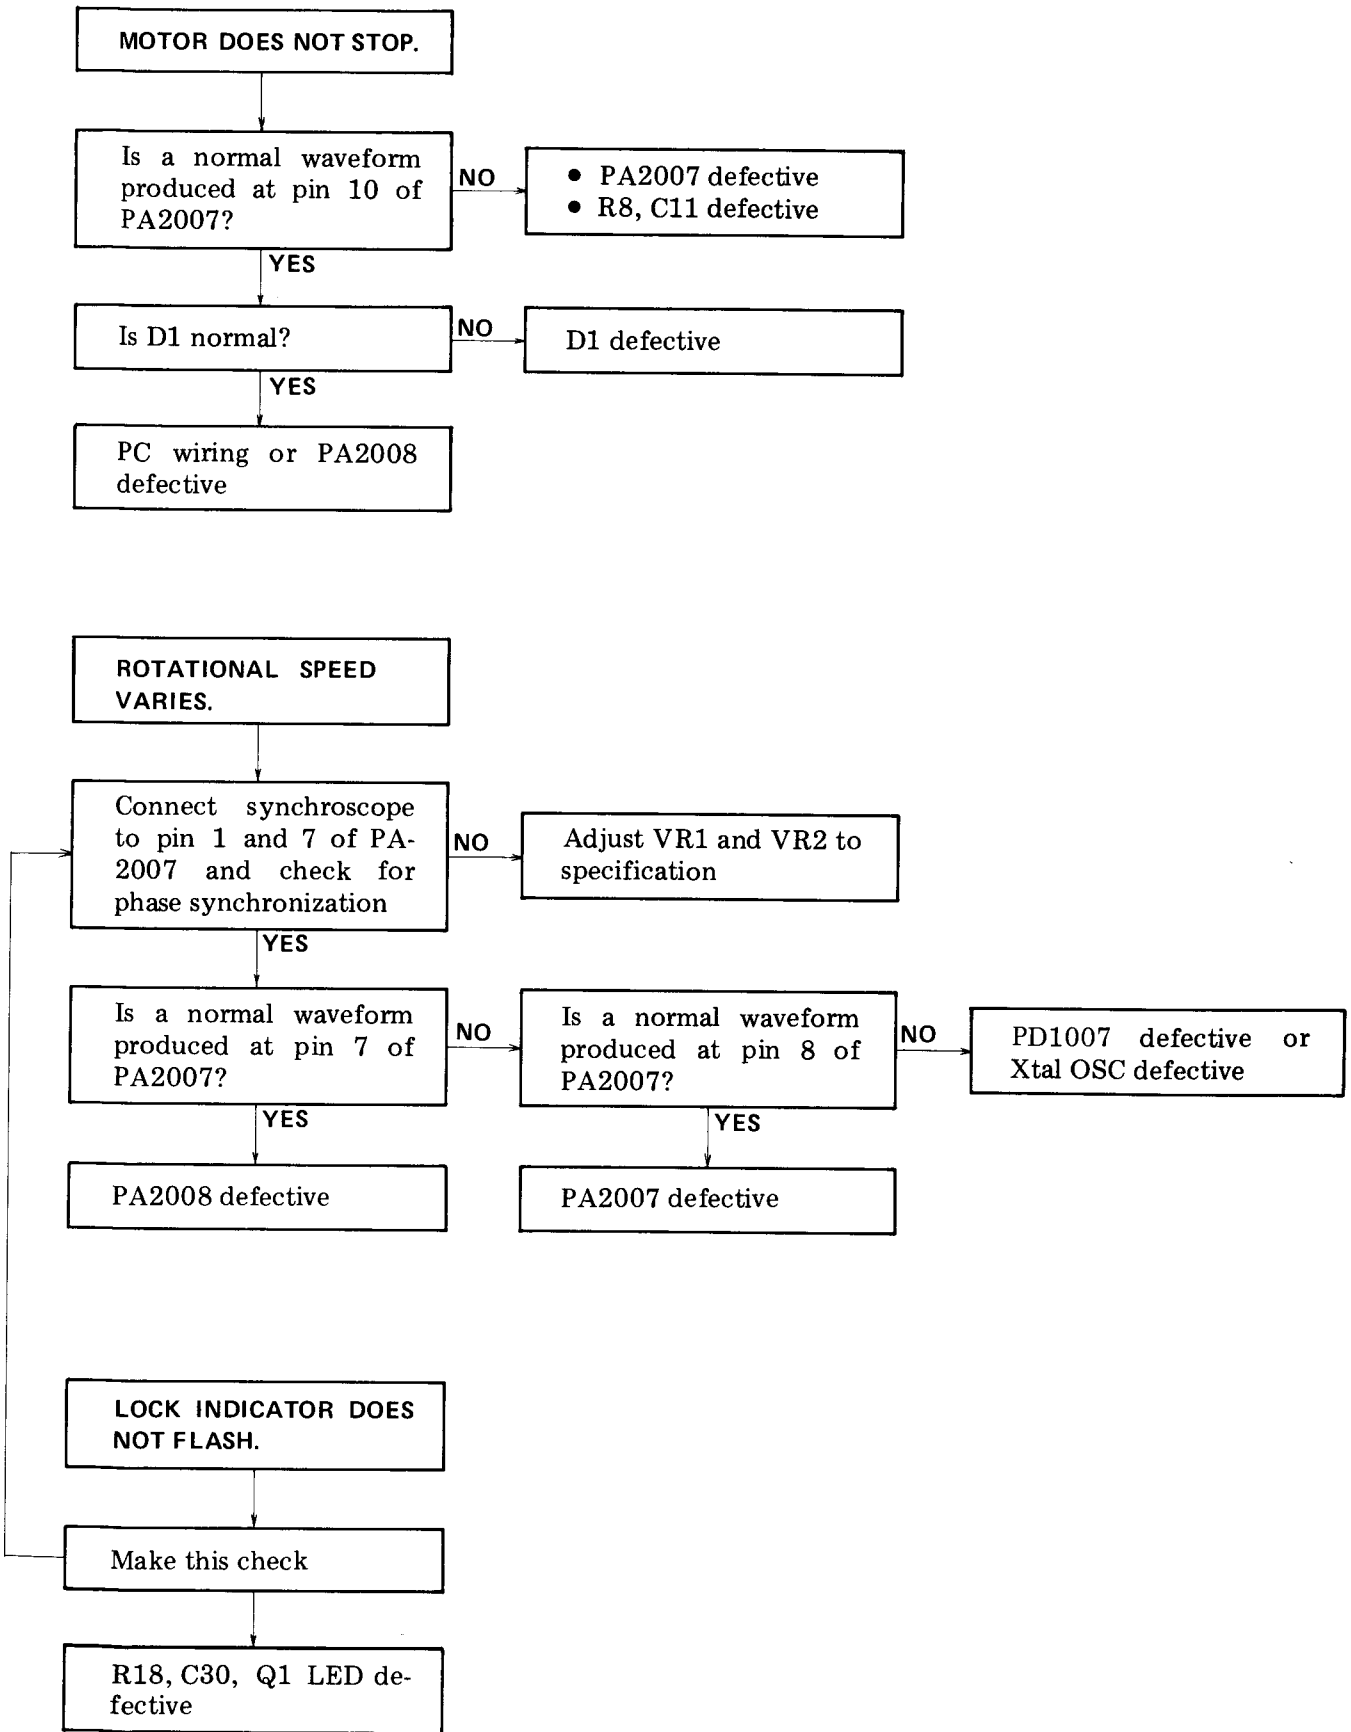 MOTOR DOES NOT STOP.
Is a normal waveform
produced at pin 10 of
PA2007?
NO
• PA2007 defective
• R8, C11 defective
YES
Is D1 normal?
NO
D1 defective
YES
PC wiring or PA2008
defective
ROTATIONAL SPEED
VARIES.
Connect synchroscope
to pin 1 and 7 of PA-
2007 and check for
phase synchronization
NO
Adjust VR1 and VR2 to
specification
YES
Is a normal waveform
produced at pin 7 of
PA2007?
NO
Is a normal waveform
produced at pin 8 of
PA2007?
NO
PD1007 defective or
Xtal OSC defective
YES
PA2008 defective
YES
PA2007 defective
LOCK INDICATOR DOES
NOT FLASH.
Make this check
R18, C30, Q1 LED de-
fective